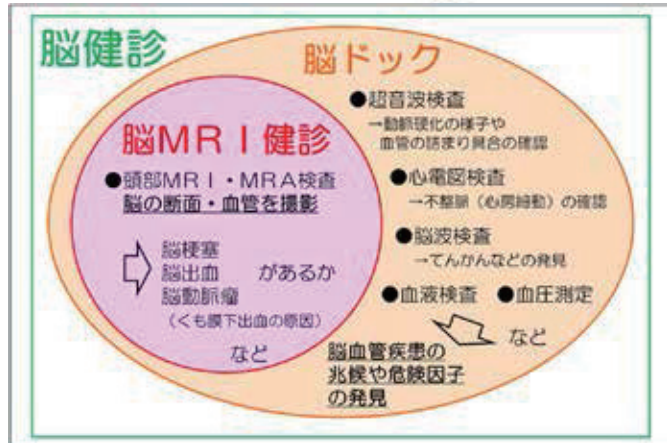 脳健診
脳ドック
脳MRI健診
●頭部MRI・MRA検査
脳の断面・血管を撮影
脳梗塞
脳出血
があるか
脳動脈瘤
(くも膜下出血の原因)
など
●超音波検査
→動脈硬化の様子や
血管の詰まり具合の確認
●心電図検査
→不整脈(心房細動)の確認
●脳波検査
→てんかんなどの発見
●血液検査 ●血圧測定
など
脳血管疾患の
兆候や危険因子
の発見